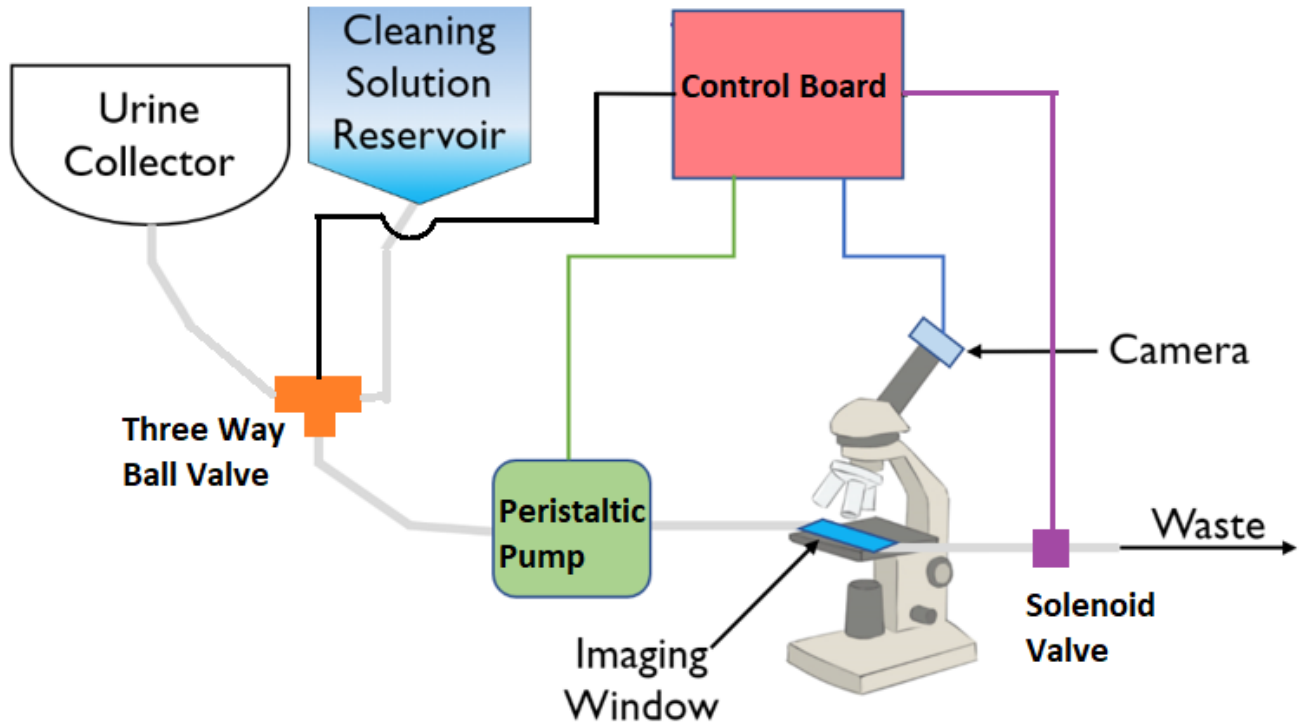 Urine
Collector
Cleaning
Solution
Reservoir
Control Board
Camera
Three Way
Ball Valve
Peristaltic
Pump
Waste
Solenoid
Valve
Imaging
Window